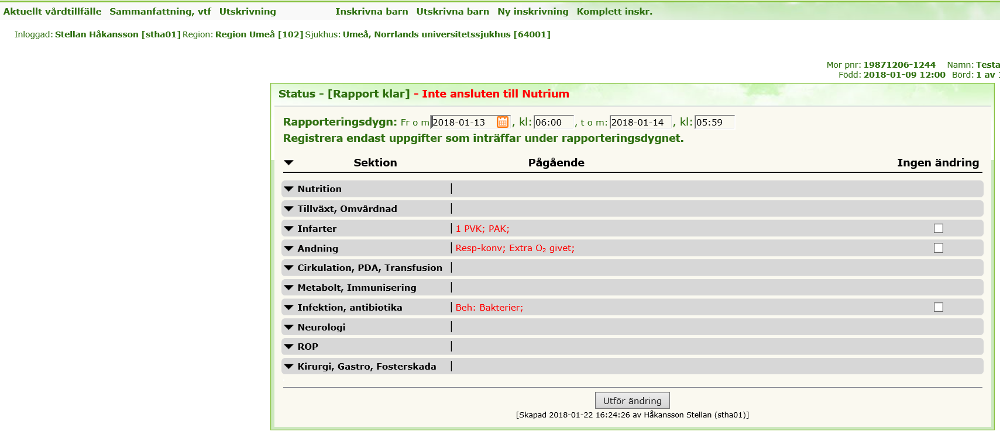 Aktuellt vårdtillfälle Sammanfattning, vtf Utskrivning Inskrivna barn Utskrivna barn Ny inskrivning Komplett inskr.
Inloggad: Stellan Håkansson [stha01] Region: Region Umeå [102] Sjukhus: Umeå, Norrlands universitetssjukhus [64001]
Mor pnr: 19871206-1244 Namn: Testa
Född: 2018-01-09 12:00 Börd: 1 av
Status - [Rapport klar] - Inte ansluten till Nutrium
Rapporteringsdygn: Fr o m 2018-01-13 , kl: 06:00 , t o m: 2018-01-14 , kl: 05:59
Registrera endast uppgifter som inträffar under rapporteringsdygnet.
Sektion Pågående Ingen ändring
Nutrition
Tillväxt, Omvårdnad
Infarter 1 PVK; PAK;
Andning Resp-konv; Extra O₂ givet;
Cirkulation, PDA, Transfusion
Metabolt, Immunisering
Infektion, antibiotika Beh: Bakterier;
Neurologi
ROP
Kirurgi, Gastro, Fosterskada
Utför ändring
[Skapad 2018-01-22 16:24:26 av Håkansson Stellan (stha01)]